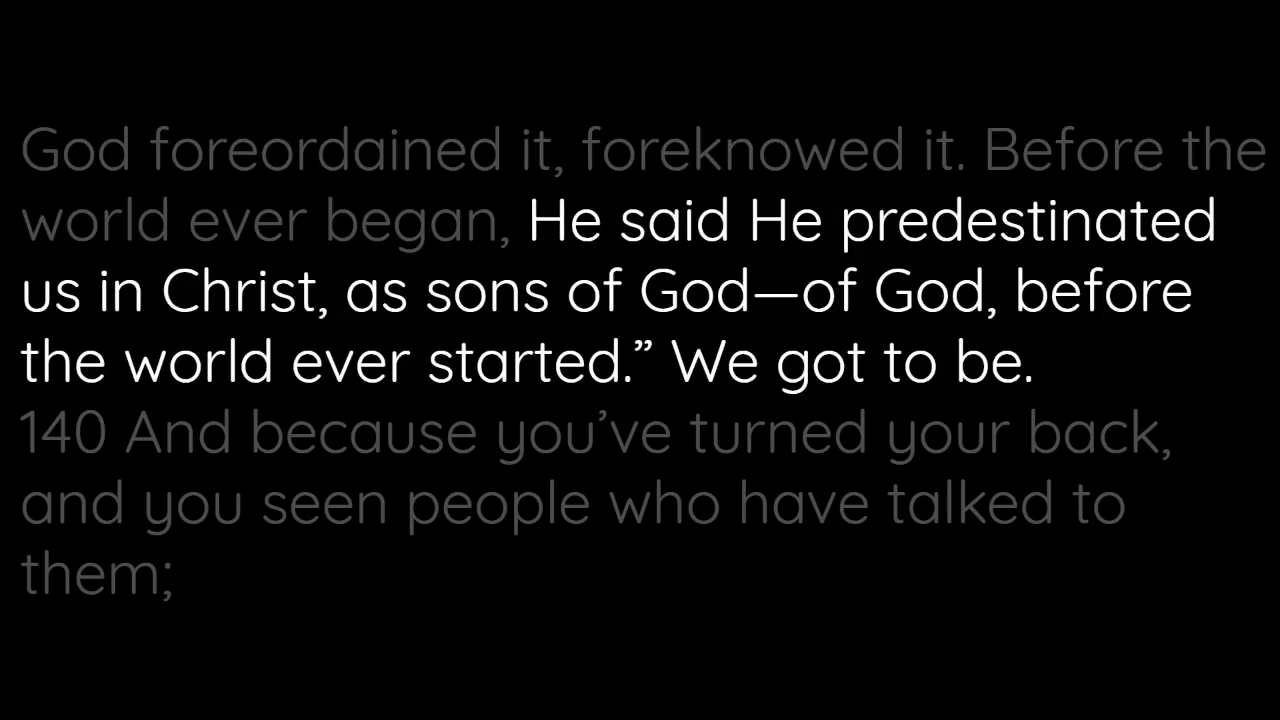 God foreordained it, foreknowed it. Before the
world ever began, He said He predestinated
us in Christ, as sons of God—of God, before
the world ever started.” We got to be.
140 And because you’ve turned your back,
and you seen people who have talked to
them;